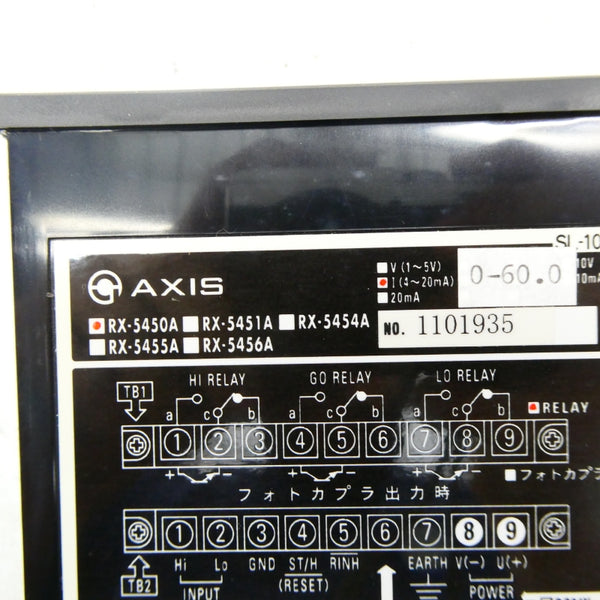 SL-10
AXIS
V (1~5V)
I (4~20mA)
20mA
0-60.0
10V
10mA
RX-5450A RX-5451A RX-5454A
RX-5455A RX-5456A
NO. 1101935
TB1
HI RELAY GO RELAY LO RELAY
a c b a c b a c b
RELAY
1 2 3 4 5 6 7 8 9
+ - + - + -
フォトカプラ出力時
フォトカプラ
1 2 3 4 5 6 7 8 9
TB2
Hi Lo GND ST/H RINH EARTH V(-) U(+)
INPUT (RESET) POWER